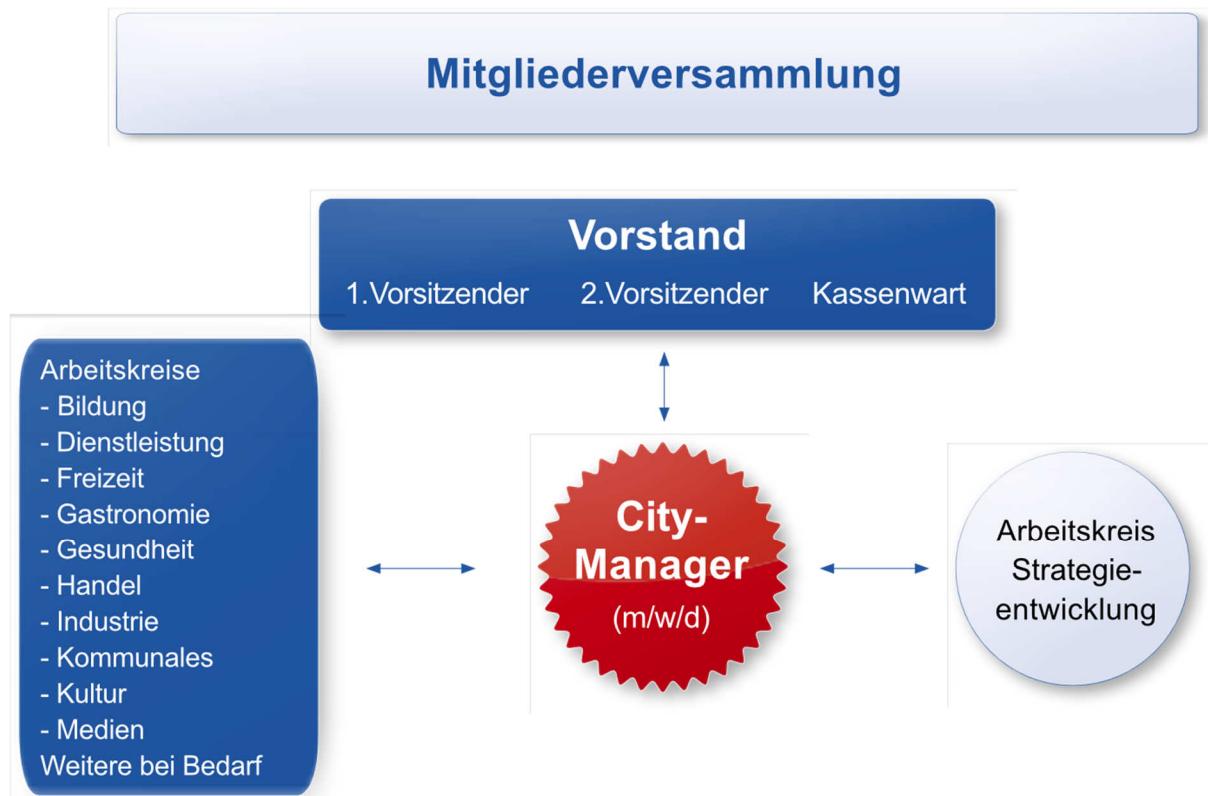 Mitgliederversammlung
Vorstand
1.Vorsitzender 2.Vorsitzender Kassenwart
Arbeitskreise
- Bildung
- Dienstleistung
- Freizeit
- Gastronomie
- Gesundheit
- Handel
- Industrie
- Kommunales
- Kultur
- Medien
Weitere bei Bedarf
City-
Manager
(m/w/d)
Arbeitskreis
Strategie-
entwicklung